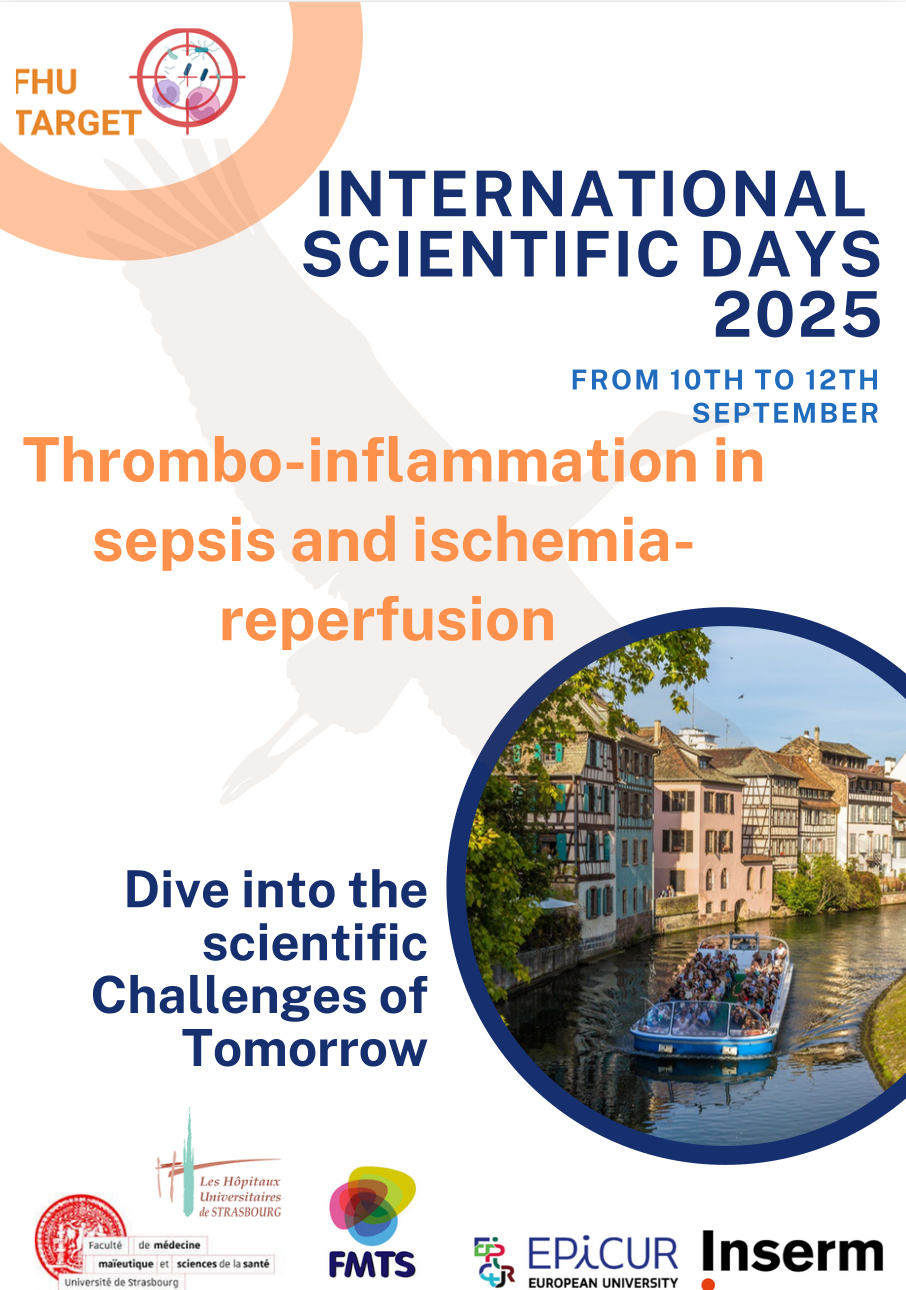 FHU
TARGET
INTERNATIONAL
SCIENTIFIC DAYS
2025
FROM 10TH TO 12TH
SEPTEMBER
Thrombo-inflammation in
sepsis and ischemia-
reperfusion
Dive into the
scientific
Challenges of
Tomorrow
Les Hôpitaux
Universitaires
de STRASBOURG
Faculté de médecine
maïeutique et sciences de la santé
Université de Strasbourg
FMTS
EPiCUR
EPiCUR
EUROPEAN UNIVERSITY
Inserm